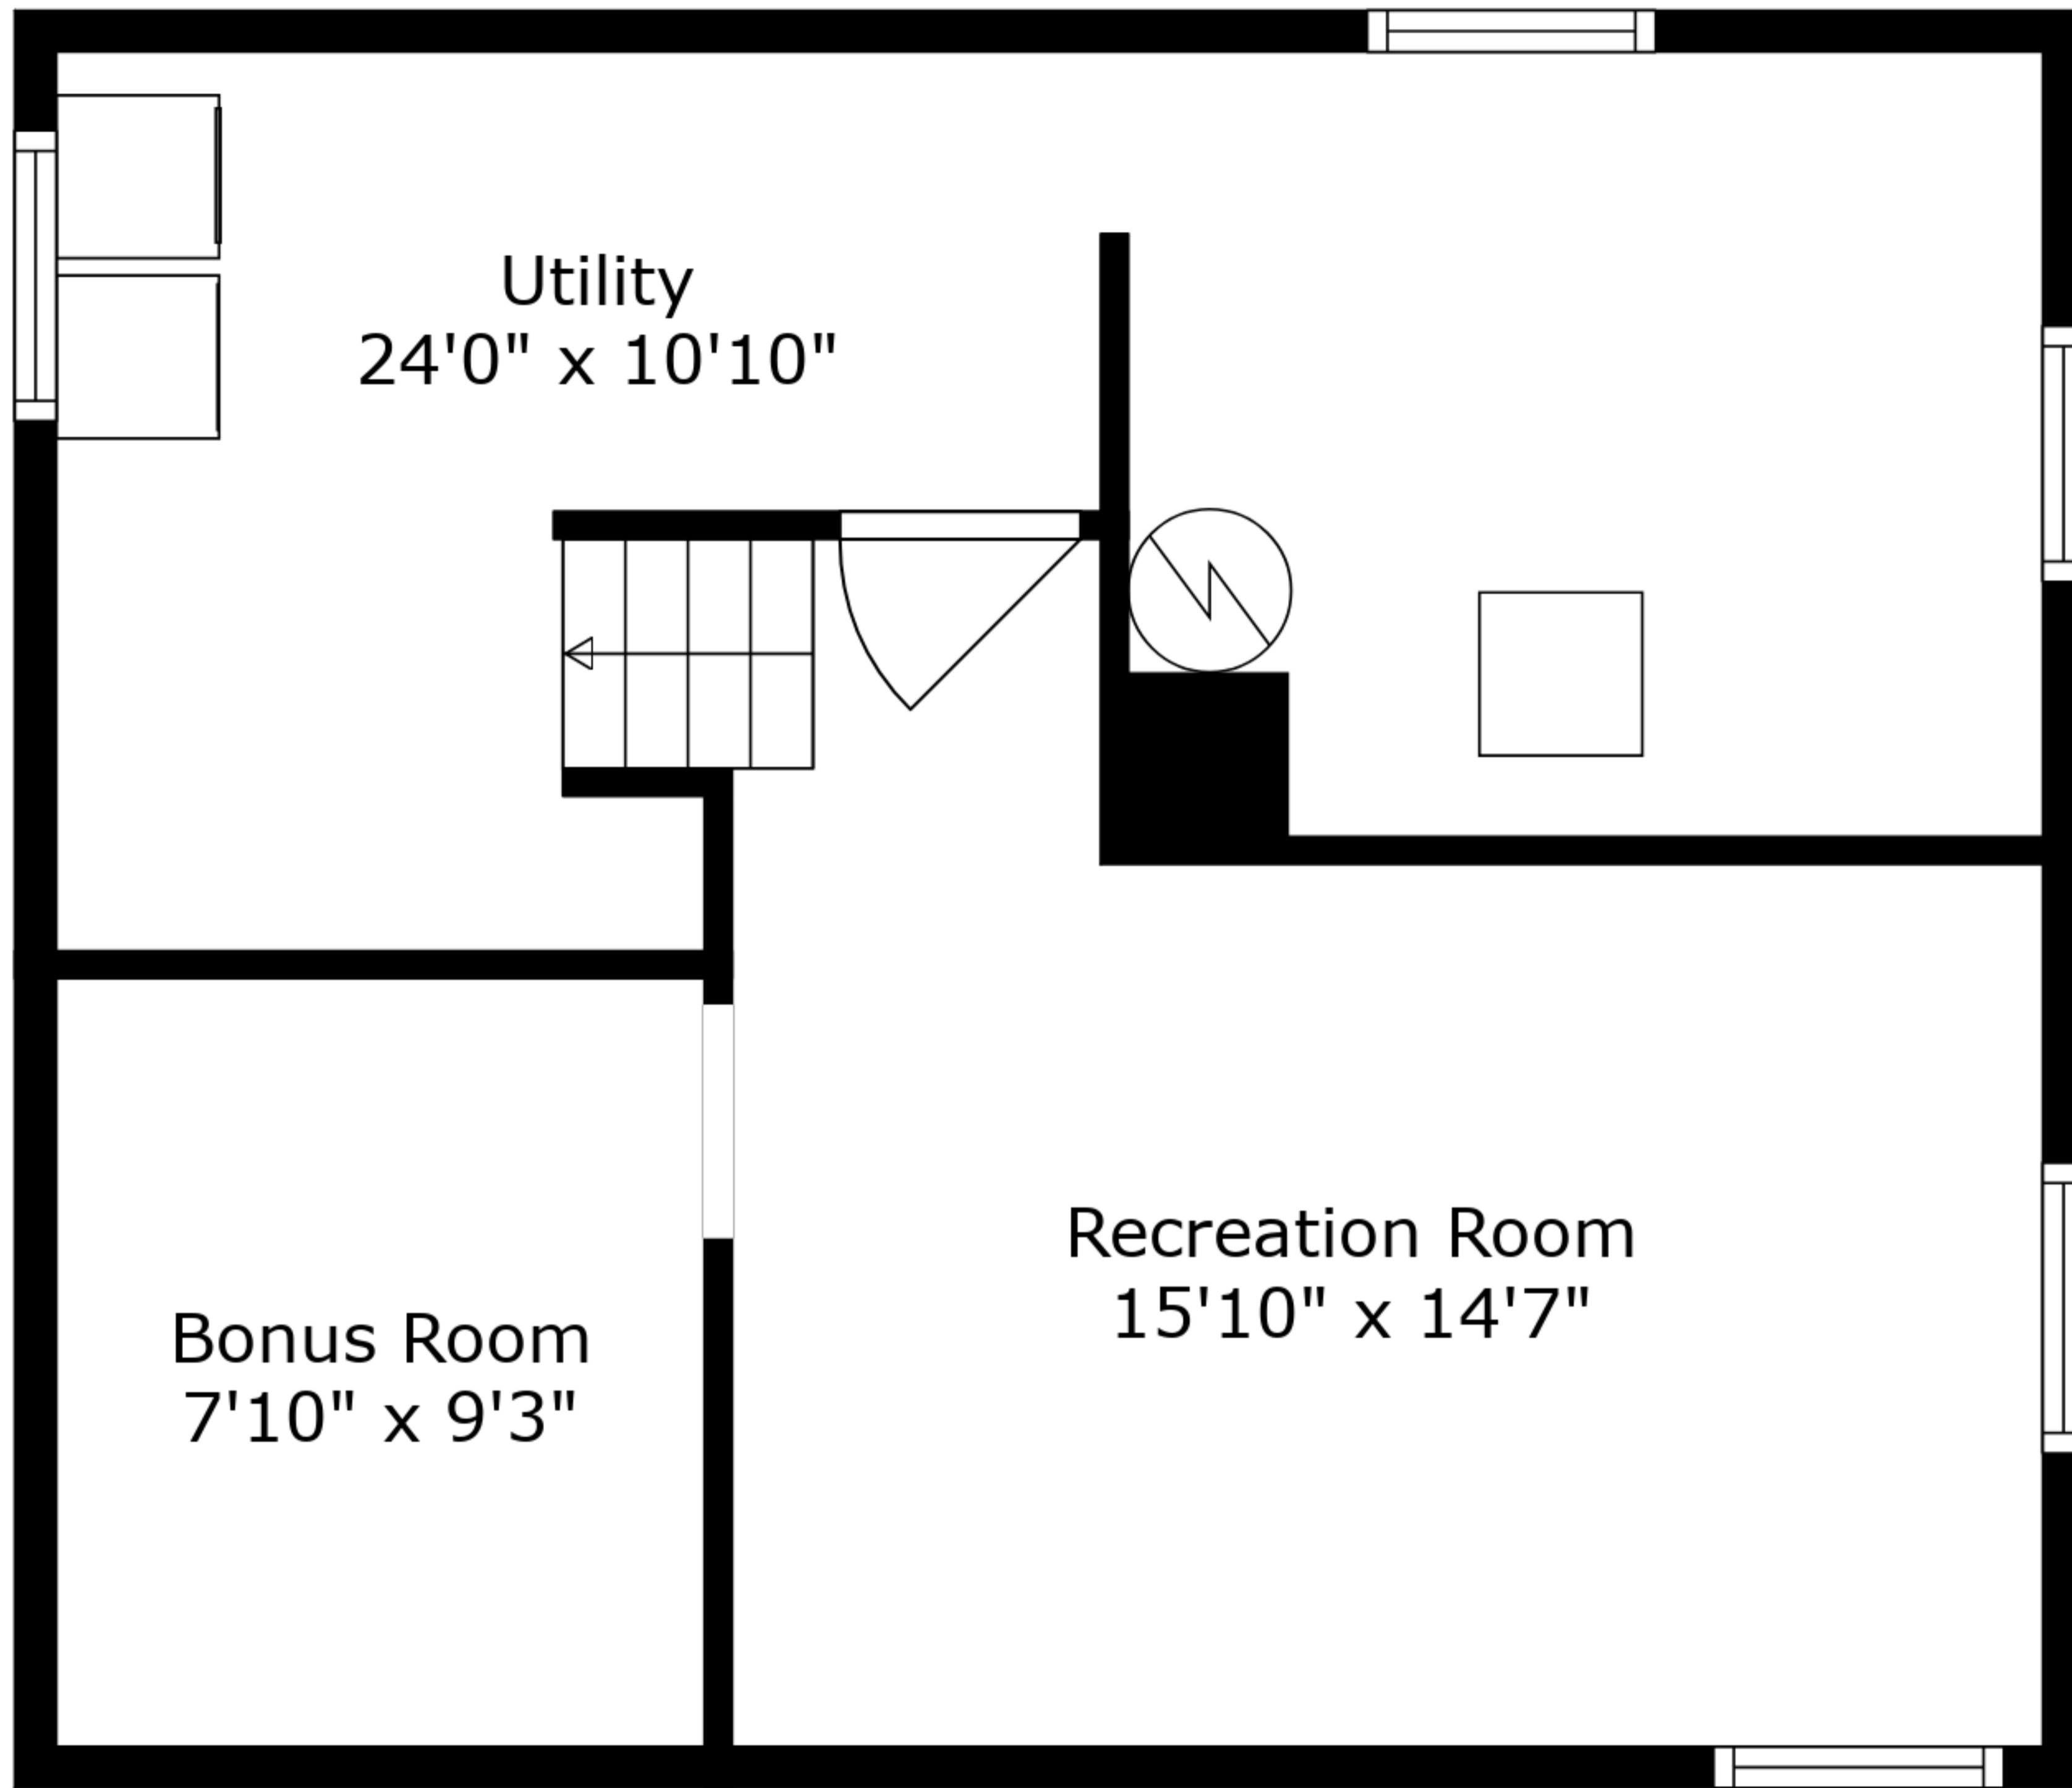 Utility
24'0" x 10'10"
Recreation Room
15'10" x 14'7"
Bonus Room
7'10" x 9'3"